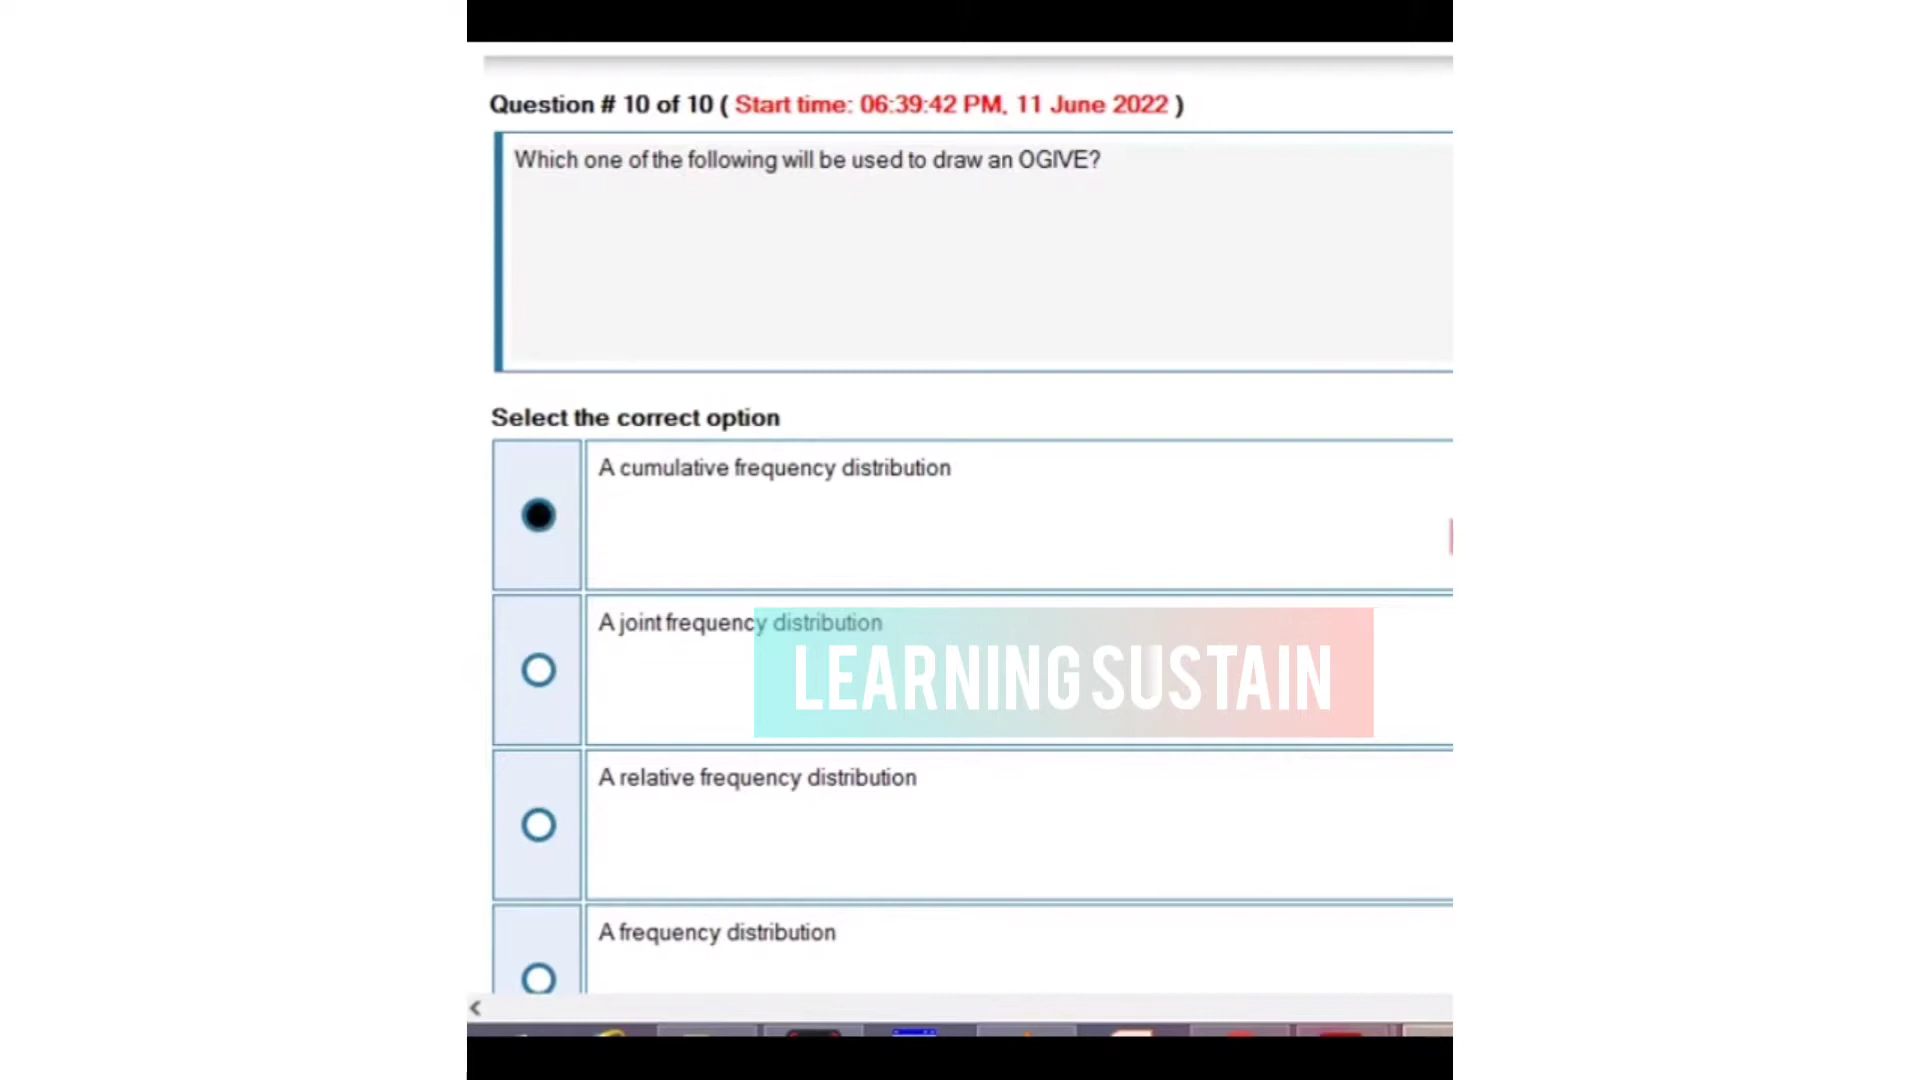 Question # 10 of 10 ( Start time: 06:39:42 PM, 11 June 2022 )
Which one of the following will be used to draw an OGIVE?
Select the correct option
A cumulative frequency distribution
A joint frequency distribution
LEARNING SUSTAIN
A relative frequency distribution
A frequency distribution